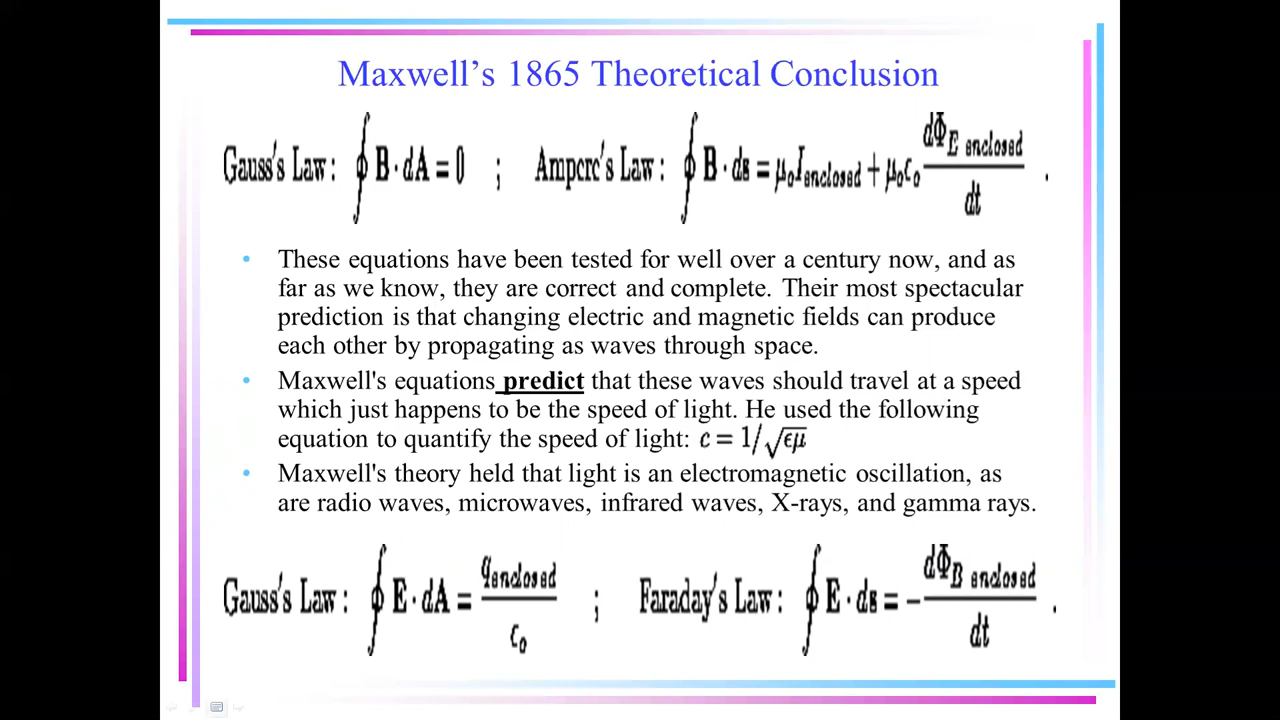 Maxwell's 1865 Theoretical Conclusion
Gauss's Law: ∮ B · dA = 0 ; Ampere's Law: ∮ B · ds = μ₀I_enclosed + μ₀ϵ₀ dΦ_E enclosed / dt .
• These equations have been tested for well over a century now, and as
far as we know, they are correct and complete. Their most spectacular
prediction is that changing electric and magnetic fields can produce
each other by propagating as waves through space.
• Maxwell's equations predict that these waves should travel at a speed
which just happens to be the speed of light. He used the following
equation to quantify the speed of light: c = 1/√ϵμ
• Maxwell's theory held that light is an electromagnetic oscillation, as
are radio waves, microwaves, infrared waves, X-rays, and gamma rays.
Gauss's Law: ∮ E · dA = q_enclosed / ϵ₀ ; Faraday's Law: ∮ E · ds = − dΦ_B enclosed / dt .